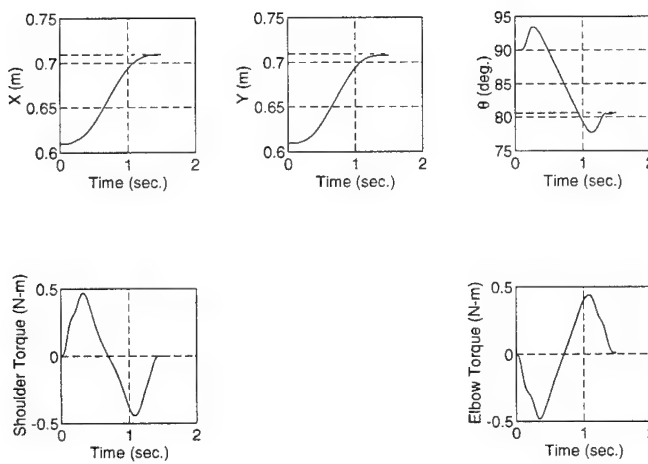 0.75
0.7
0.65
0.6
X (m)
0 1 2
Time (sec.)
0.75
0.7
0.65
0.6
Y (m)
0 1 2
Time (sec.)
95
90
85
80
75
θ (deg.)
0 1 2
Time (sec.)
0.5
0
-0.5
Shoulder Torque (N-m)
0 1 2
Time (sec.)
0.5
0
-0.5
Elbow Torque (N-m)
0 1 2
Time (sec.)